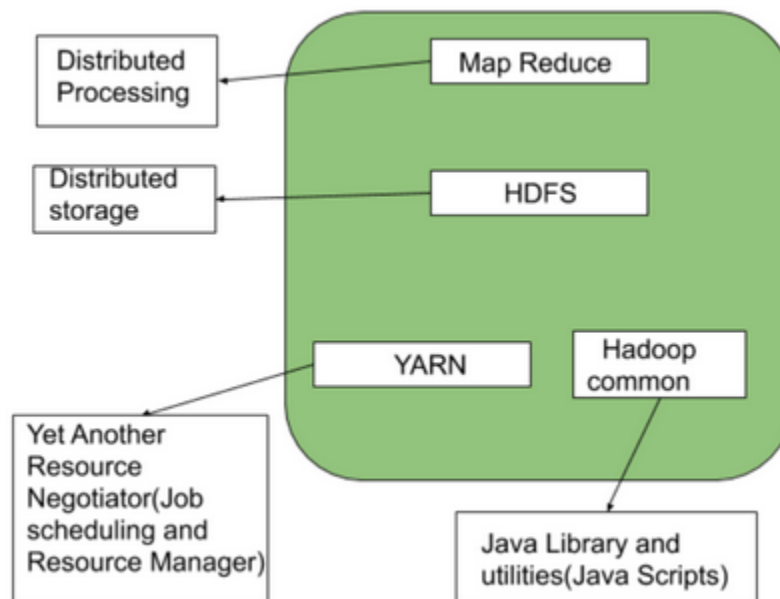 Distributed
Processing
Map Reduce
Distributed
storage
HDFS
YARN
Hadoop
common
Yet Another
Resource
Negotiator(Job
scheduling and
Resource Manager)
Java Library and
utilities(Java Scripts)